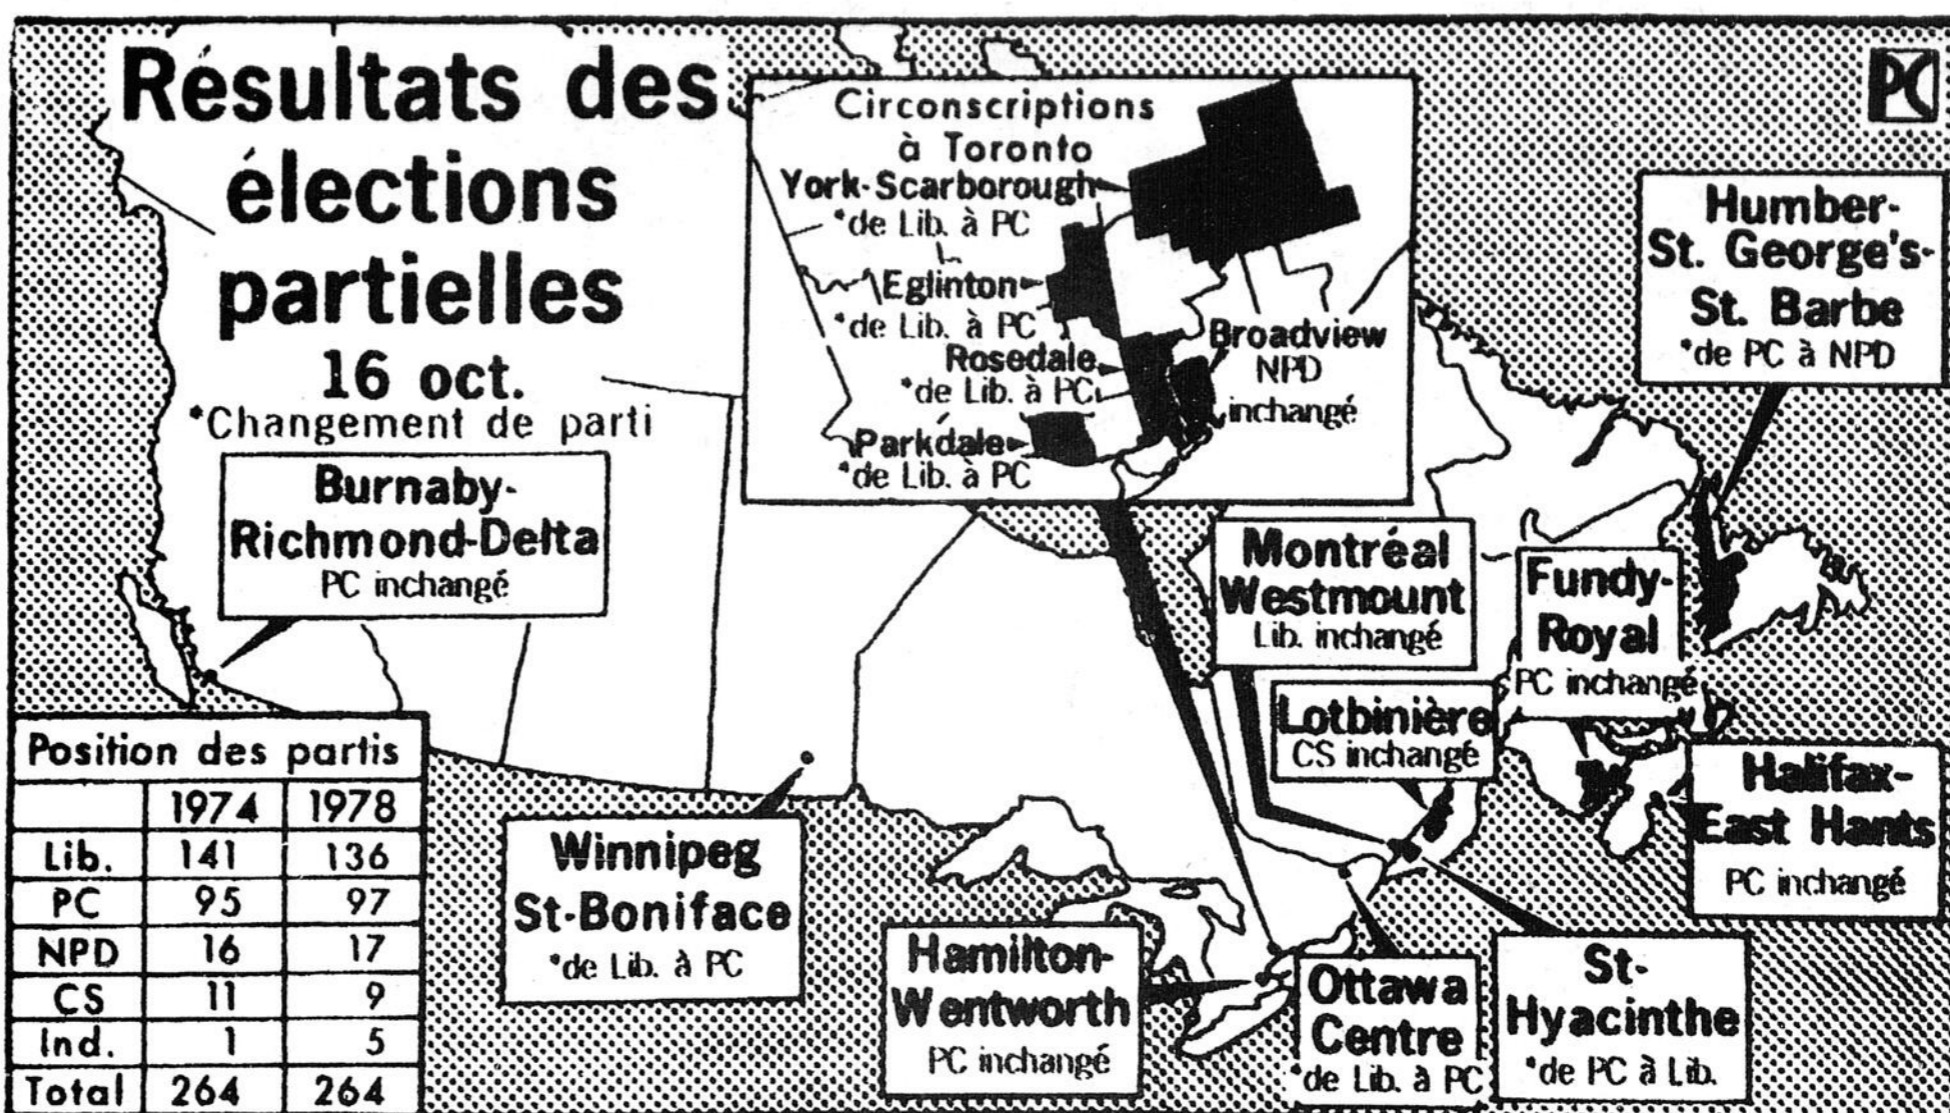 Résultats des
élections
partielles
16 oct.
*Changement de parti
PC
Circonscriptions
à Toronto
York-Scarborough
*de Lib. à PC
Eglinton
*de Lib. à PC
Rosedale
*de Lib. à PC
Parkdale
*de Lib. à PC
Broadview
NPD
inchangé
Humber-
St. George's-
St. Barbe
*de PC à NPD
Burnaby-
Richmond-Delta
PC inchangé
Montréal
Westmount
Lib. inchangé
Fundy-
Royal
PC inchangé
Lotbinière
CS inchangé
Halifax-
East Hants
PC inchangé
Winnipeg
St-Boniface
*de Lib. à PC
Hamilton-
Wentworth
PC inchangé
Ottawa
Centre
*de Lib. à PC
St-
Hyacinthe
*de PC à Lib.
Position des partis
1974 1978
Lib. 141 136
PC 95 97
NPD 16 17
CS 11 9
Ind. 1 5
Total 264 264